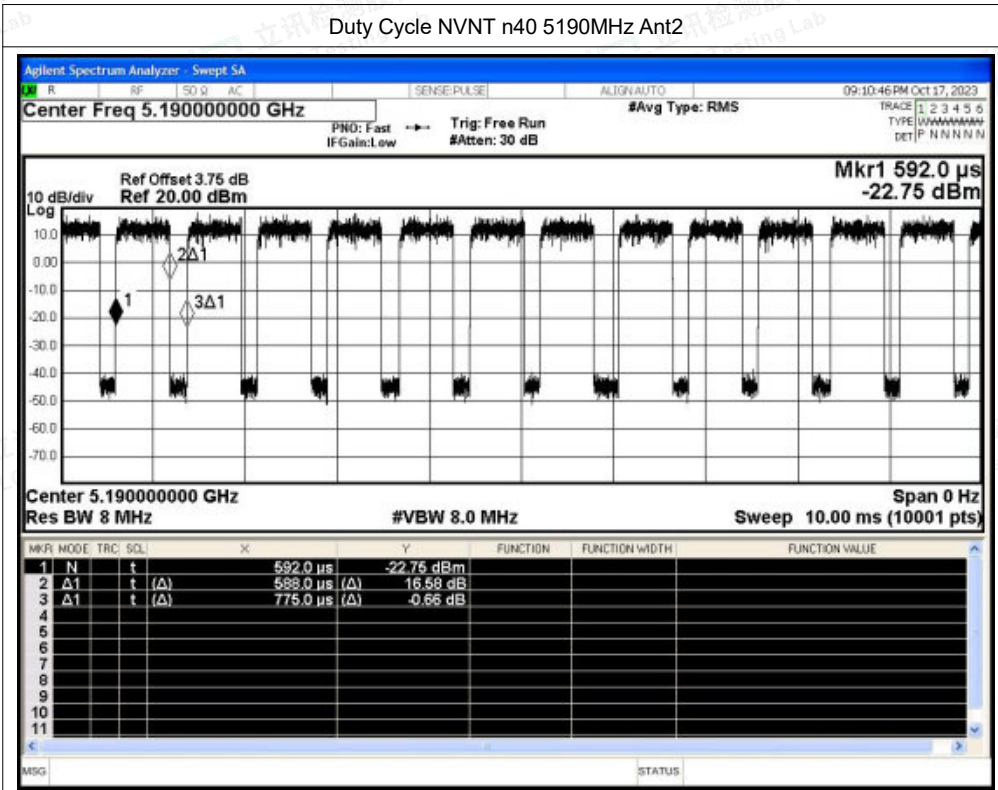 Duty Cycle NVNT n40 5190MHz Ant2
Agilent Spectrum Analyzer - Swept SA
LXI R RF 50 Ω AC SENSE:PULSE ALIGN AUTO 09:10:46 PM Oct 17, 2023
Center Freq 5.190000000 GHz #Avg Type: RMS TRACE 1 2 3 4 5 6
PNO: Fast Trig: Free Run TYPE WWWWWW
IFGain:Low #Atten: 30 dB DET P N N N N N
Mkr1 592.0 µs
-22.75 dBm
Ref Offset 3.75 dB
10 dB/div Ref 20.00 dBm
Log
10.0
0.00
-10.0
-20.0
-30.0
-40.0
-50.0
-60.0
-70.0
2Δ1
1
3Δ1
Center 5.190000000 GHz Span 0 Hz
Res BW 8 MHz #VBW 8.0 MHz Sweep 10.00 ms (10001 pts)
MKR MODE TRC SCL X Y FUNCTION FUNCTION WIDTH FUNCTION VALUE
1 N t 592.0 µs -22.75 dBm
2 Δ1 t (Δ) 588.0 µs (Δ) 16.58 dB
3 Δ1 t (Δ) 775.0 µs (Δ) -0.66 dB
4
5
6
7
8
9
10
11
MSG STATUS